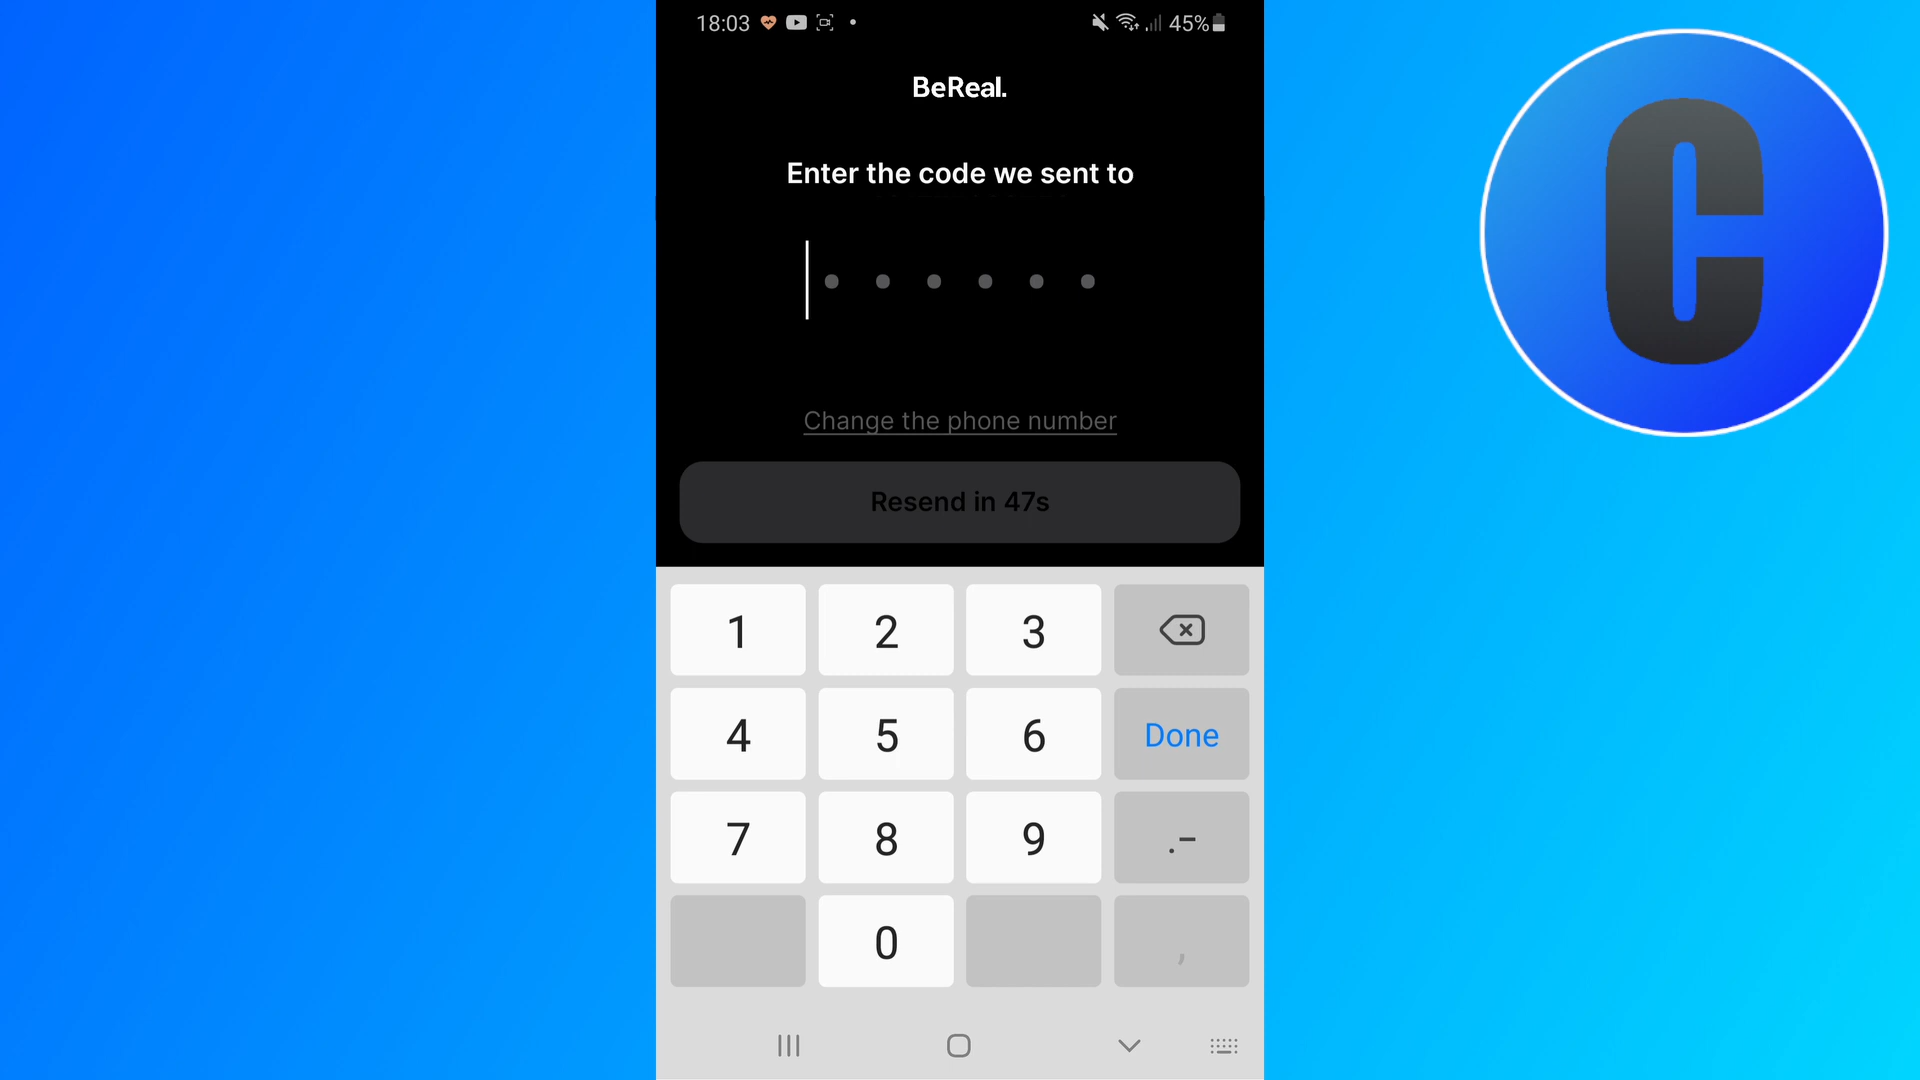 18:03 45%
BeReal.
Enter the code we sent to
Change the phone number
Resend in 47s
1 2 3
4 5 6 Done
7 8 9 .-
0 ,
C